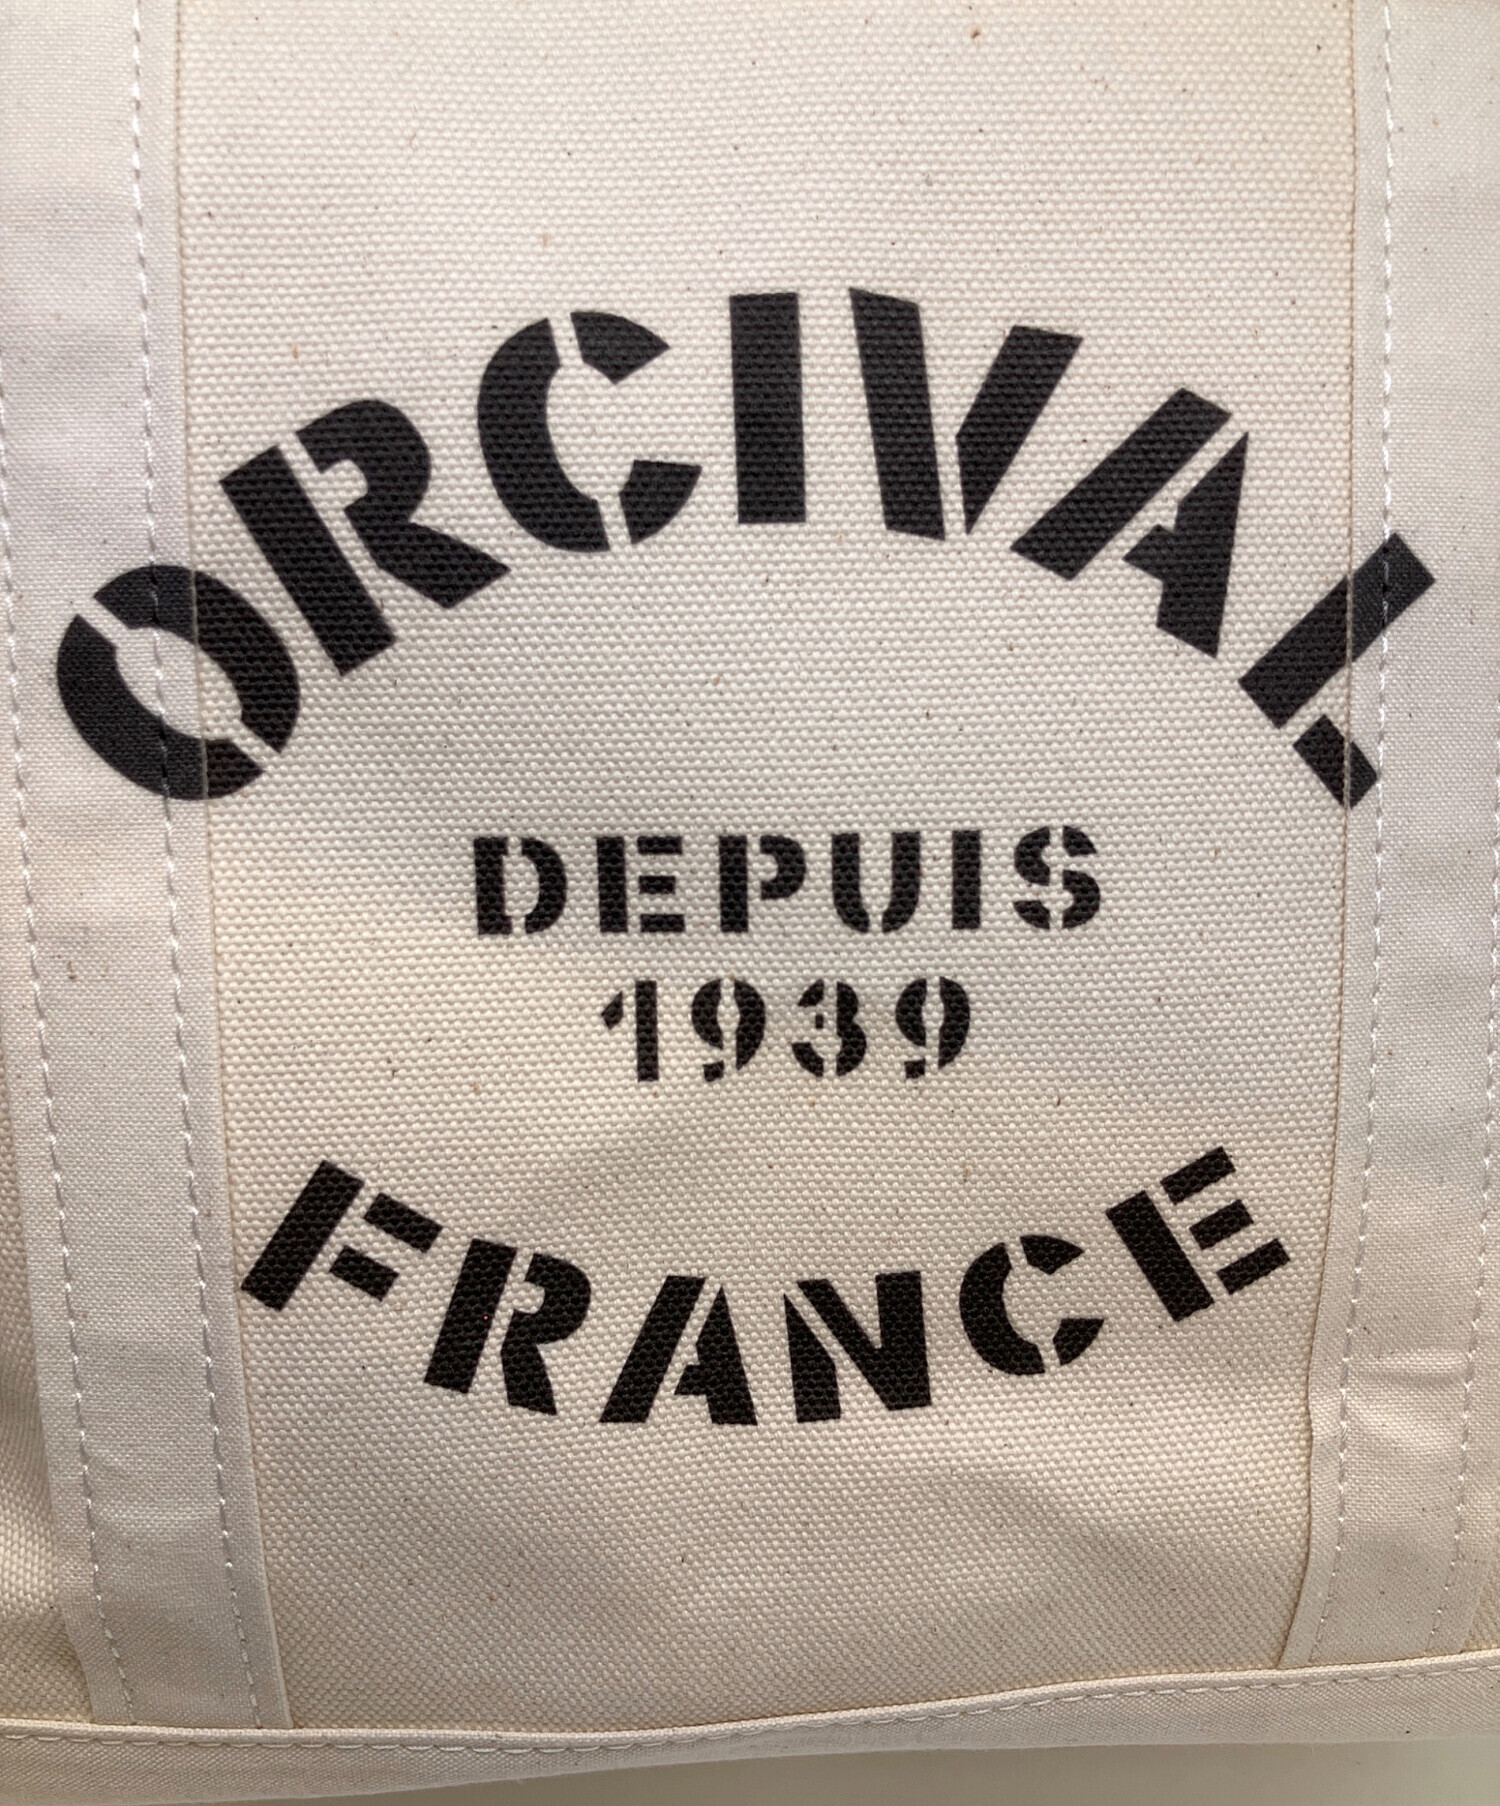 ORCIVAL
DEPUIS
1939
FRANCE